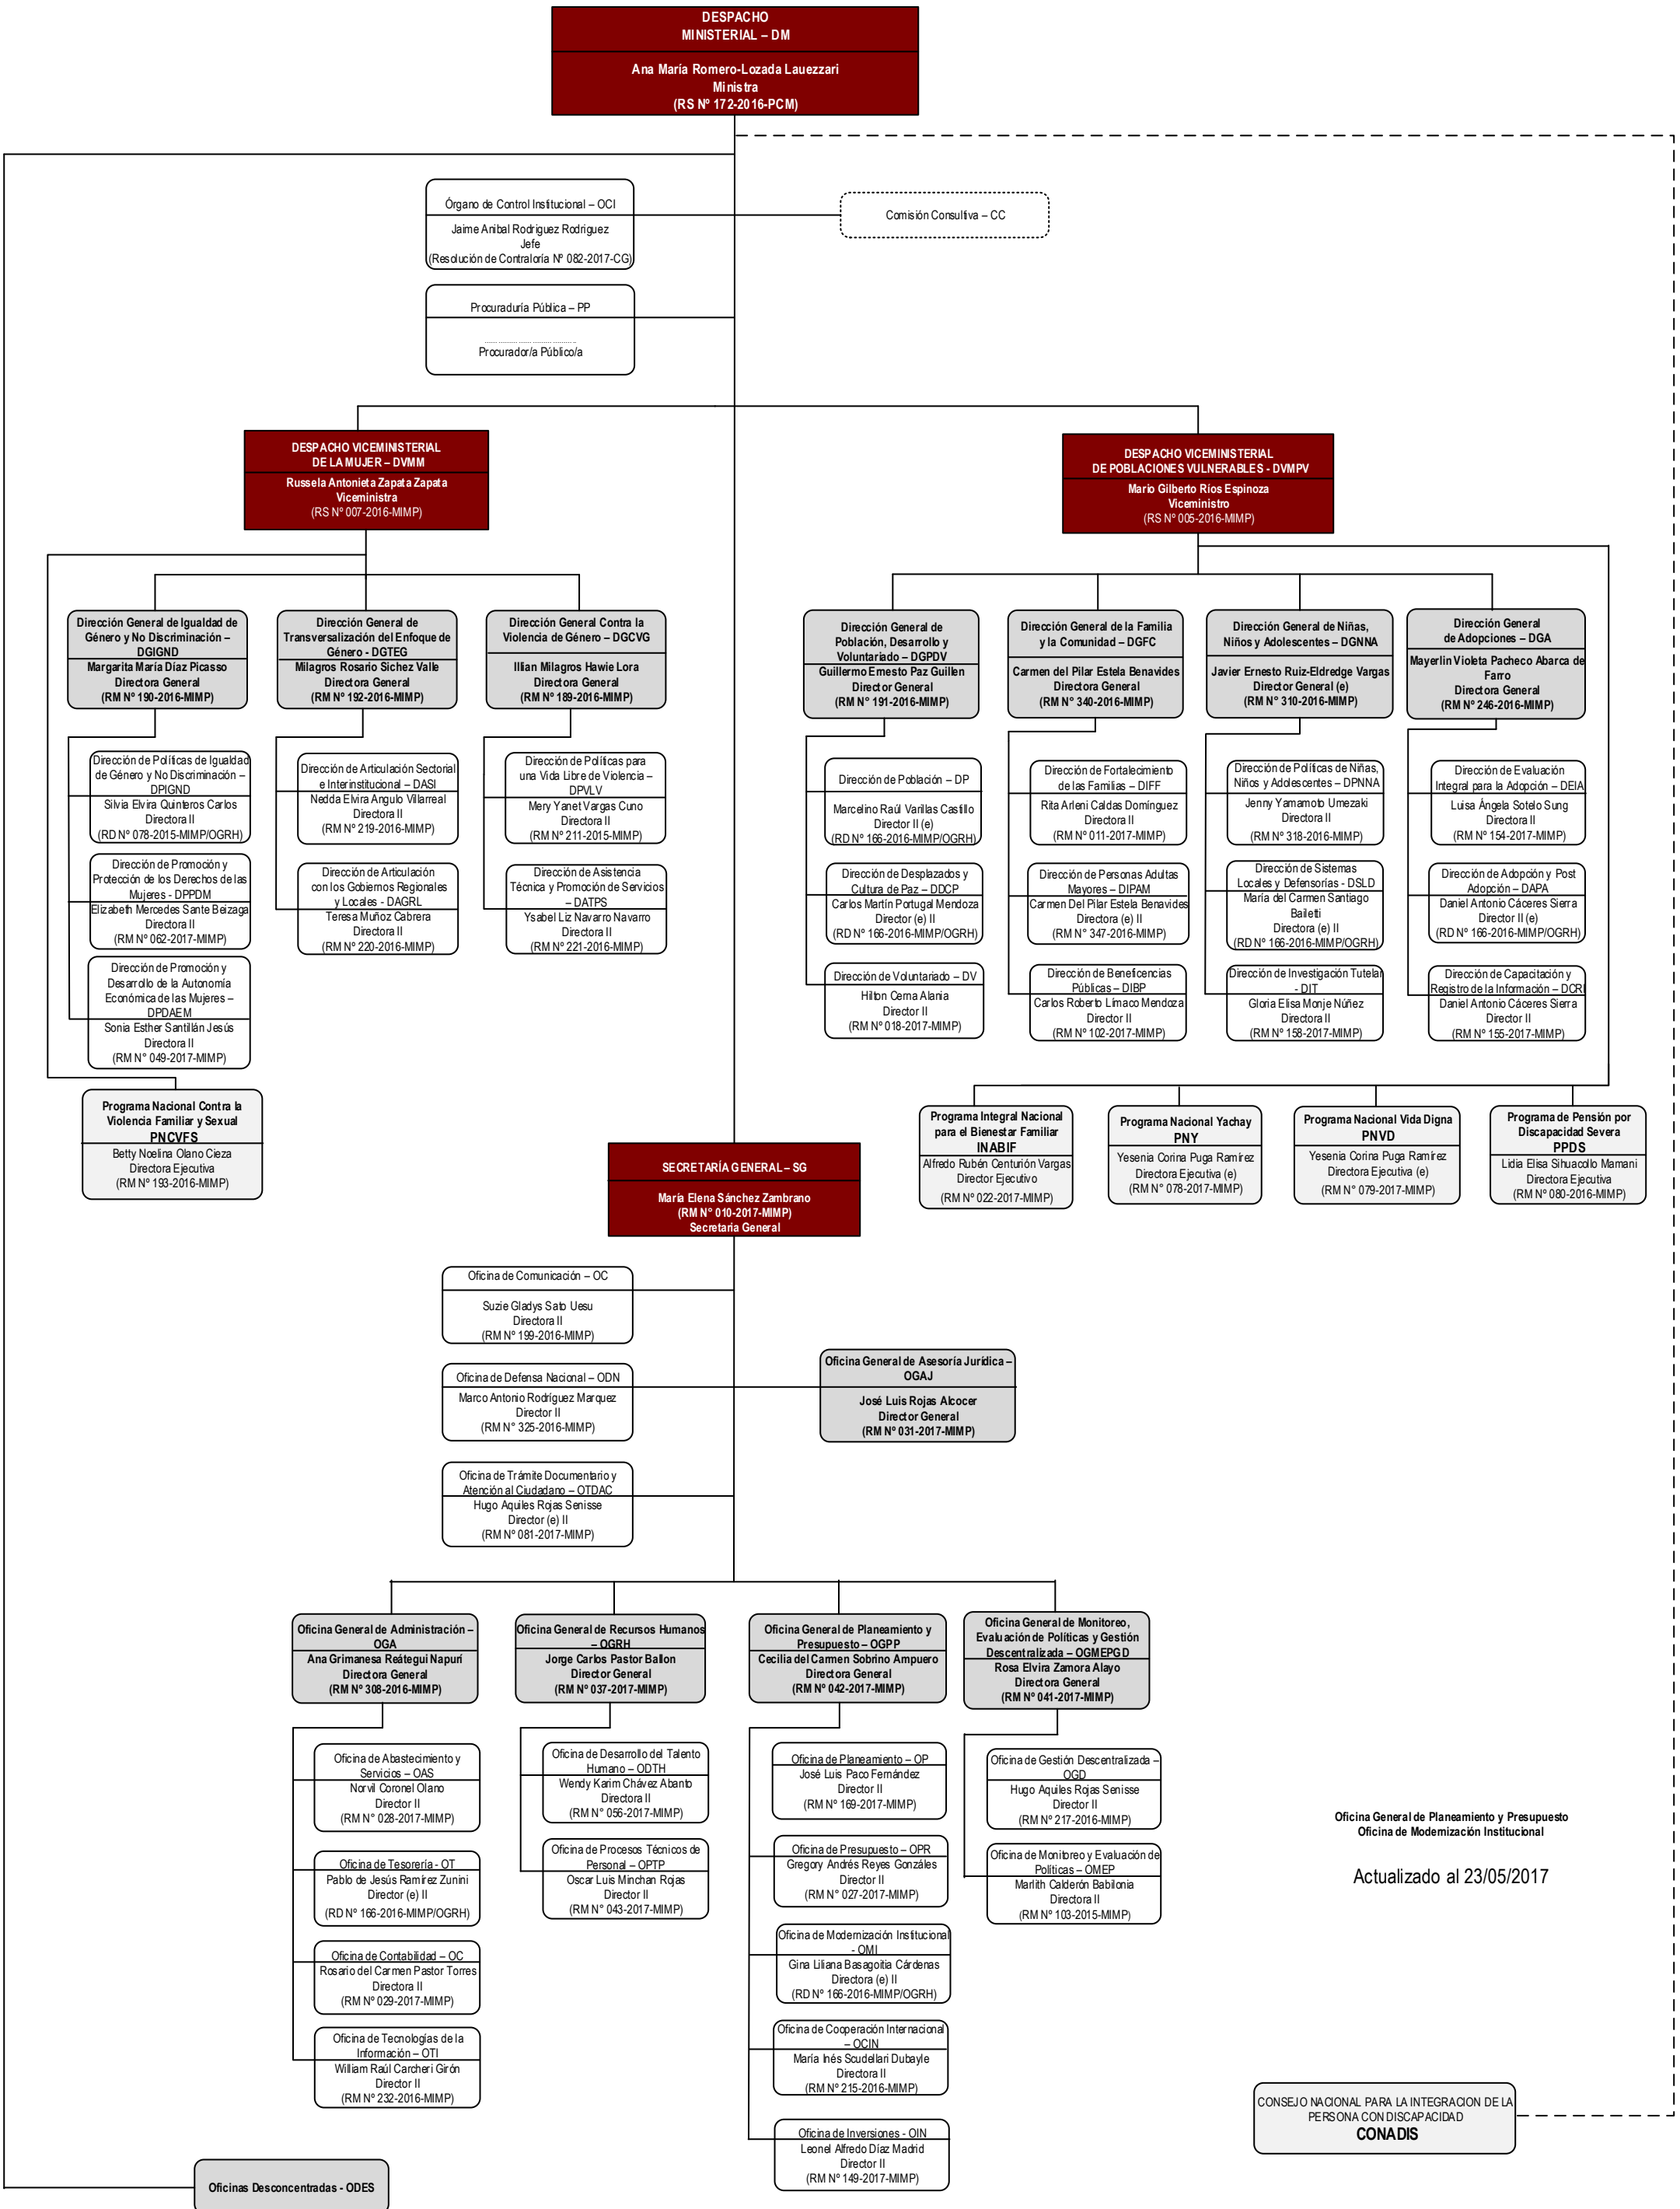 DESPACHO
MINISTERIAL – DM
Ana María Romero-Lozada Lauezzari
Ministra
(RS Nº 172-2016-PCM)
Órgano de Control Institucional – OCI
Jaime Anibal Rodriguez Rodriguez
Jefe
(Resolución de Contraloría Nº 082-2017-CG)
Comisión Consultiva – CC
Procuraduría Pública – PP
Procurador/a Público/a
DESPACHO VICEMINISTERIAL
DE LA MUJER – DVMM
Russela Antonieta Zapata Zapata
Viceministra
(RS Nº 007-2016-MIMP)
DESPACHO VICEMINISTERIAL
DE POBLACIONES VULNERABLES - DVMPV
Mario Gilberto Ríos Espinoza
Viceministro
(RS Nº 005-2016-MIMP)
Dirección General de Igualdad de
Género y No Discriminación –
DGIGND
Margarita María Díaz Picasso
Directora General
(RM Nº 190-2016-MIMP)
Dirección General de
Transversalización del Enfoque de
Género - DGTEG
Milagros Rosario Sichez Valle
Directora General
(RM Nº 192-2016-MIMP)
Dirección General Contra la
Violencia de Género – DGCVG
Illian Milagros Hawie Lora
Directora General
(RM Nº 189-2016-MIMP)
Dirección General de
Población, Desarrollo y
Voluntariado – DGPDV
Guillermo Ernesto Paz Guillen
Director General
(RM Nº 191-2016-MIMP)
Dirección General de la Familia
y la Comunidad – DGFC
Carmen del Pilar Estela Benavides
Directora General
(RM Nº 340-2016-MIMP)
Dirección General de Niñas,
Niños y Adolescentes – DGNNA
Javier Ernesto Ruiz-Eldredge Vargas
Director General (e)
(RM Nº 310-2016-MIMP)
Dirección General
de Adopciones – DGA
Mayerlin Violeta Pacheco Abarca de
Farro
Directora General
(RM Nº 246-2016-MIMP)
Dirección de Políticas de Igualdad
de Género y No Discriminación –
DPIGND
Silvia Elvira Quinteros Carlos
Directora II
(RD Nº 078-2015-MIMP/OGRH)
Dirección de Articulación Sectorial
e Interinstitucional – DASI
Nedda Elvira Angulo Villarreal
Directora II
(RM Nº 219-2016-MIMP)
Dirección de Políticas para
una Vida Libre de Violencia –
DPVLV
Mery Yanet Vargas Cuno
Directora II
(RM Nº 211-2015-MIMP)
Dirección de Población – DP
Marcelino Raúl Varillas Castillo
Director II (e)
(RD Nº 166-2016-MIMP/OGRH)
Dirección de Fortalecimiento
de las Familias – DIFF
Rita Arleni Caldas Domínguez
Directora II
(RM Nº 011-2017-MIMP)
Dirección de Políticas de Niñas,
Niños y Adolescentes – DPNNA
Jenny Yamamoto Umezaki
Directora II
(RM Nº 318-2016-MIMP)
Dirección de Evaluación
Integral para la Adopción – DEIA
Luisa Ángela Sotelo Sung
Directora II
(RM Nº 154-2017-MIMP)
Dirección de Promoción y
Protección de los Derechos de las
Mujeres - DPPDM
Elizabeth Mercedes Sante Beizaga
Directora II
(RM Nº 062-2017-MIMP)
Dirección de Articulación
con los Gobiernos Regionales
y Locales - DAGRL
Teresa Muñoz Cabrera
Directora II
(RM Nº 220-2016-MIMP)
Dirección de Asistencia
Técnica y Promoción de Servicios
– DATPS
Ysabel Liz Navarro Navarro
Directora II
(RM Nº 221-2016-MIMP)
Dirección de Desplazados y
Cultura de Paz – DDCP
Carlos Martín Portugal Mendoza
Director (e) II
(RD Nº 166-2016-MIMP/OGRH)
Dirección de Personas Adultas
Mayores – DIPAM
Carmen Del Pilar Estela Benavides
Directora (e) II
(RM Nº 347-2016-MIMP)
Dirección de Sistemas
Locales y Defensorías - DSLD
María del Carmen Santiago
Bailetti
Directora (e) II
(RD Nº 166-2016-MIMP/OGRH)
Dirección de Adopción y Post
Adopción – DAPA
Daniel Antonio Cáceres Sierra
Director II (e)
(RD Nº 166-2016-MIMP/OGRH)
Dirección de Promoción y
Desarrollo de la Autonomía
Económica de las Mujeres –
DPDAEM
Sonia Esther Santillán Jesús
Directora II
(RM N° 049-2017-MIMP)
Dirección de Voluntariado – DV
Hilton Cerna Alania
Director II
(RM Nº 018-2017-MIMP)
Dirección de Beneficencias
Públicas – DIBP
Carlos Roberto Límaco Mendoza
Director II
(RM Nº 102-2017-MIMP)
Dirección de Investigación Tutelar
- DIT
Gloria Elisa Monje Núñez
Directora II
(RM Nº 158-2017-MIMP)
Dirección de Capacitación y
Registro de la Información – DCRI
Daniel Antonio Cáceres Sierra
Director II
(RM N° 155-2017-MIMP)
Programa Nacional Contra la
Violencia Familiar y Sexual
PNCVFS
Betty Noelina Olano Cieza
Directora Ejecutiva
(RM Nº 193-2016-MIMP)
Programa Integral Nacional
para el Bienestar Familiar
INABIF
Alfredo Rubén Centurión Vargas
Director Ejecutivo
(RM Nº 022-2017-MIMP)
Programa Nacional Yachay
PNY
Yesenia Corina Puga Ramírez
Directora Ejecutiva (e)
(RM Nº 078-2017-MIMP)
Programa Nacional Vida Digna
PNVD
Yesenia Corina Puga Ramírez
Directora Ejecutiva (e)
(RM Nº 079-2017-MIMP)
Programa de Pensión por
Discapacidad Severa
PPDS
Lidia Elisa Sihuacollo Mamani
Directora Ejecutiva
(RM Nº 080-2016-MIMP)
SECRETARÍA GENERAL – SG
María Elena Sánchez Zambrano
(RM N° 010-2017-MIMP)
Secretaria General
Oficina de Comunicación – OC
Suzie Gladys Sato Uesu
Directora II
(RM Nº 199-2016-MIMP)
Oficina de Defensa Nacional – ODN
Marco Antonio Rodríguez Marquez
Director II
(RM N° 325-2016-MIMP)
Oficina General de Asesoría Jurídica –
OGAJ
José Luis Rojas Alcocer
Director General
(RM Nº 031-2017-MIMP)
Oficina de Trámite Documentario y
Atención al Ciudadano – OTDAC
Hugo Aquiles Rojas Senisse
Director (e) II
(RM Nº 081-2017-MIMP)
Oficina General de Administración –
OGA
Ana Grimanesa Reátegui Napurí
Directora General
(RM Nº 308-2016-MIMP)
Oficina General de Recursos Humanos
– OGRH
Jorge Carlos Pastor Ballon
Director General
(RM Nº 037-2017-MIMP)
Oficina General de Planeamiento y
Presupuesto – OGPP
Cecilia del Carmen Sobrino Ampuero
Directora General
(RM Nº 042-2017-MIMP)
Oficina General de Monitoreo,
Evaluación de Políticas y Gestión
Descentralizada – OGMEPGD
Rosa Elvira Zamora Alayo
Directora General
(RM Nº 041-2017-MIMP)
Oficina de Abastecimiento y
Servicios – OAS
Norvil Coronel Olano
Director II
(RM N° 028-2017-MIMP)
Oficina de Desarrollo del Talento
Humano – ODTH
Wendy Karim Chávez Abanto
Directora II
(RM N° 056-2017-MIMP)
Oficina de Planeamiento – OP
José Luis Paco Fernández
Director II
(RM N° 169-2017-MIMP)
Oficina de Gestión Descentralizada –
OGD
Hugo Aquiles Rojas Senisse
Director II
(RM Nº 217-2016-MIMP)
Oficina de Tesorería - OT
Pablo de Jesús Ramírez Zunini
Director (e) II
(RD Nº 166-2016-MIMP/OGRH)
Oficina de Procesos Técnicos de
Personal – OPTP
Oscar Luis Minchan Rojas
Director II
(RM N° 043-2017-MIMP)
Oficina de Presupuesto – OPR
Gregory Andrés Reyes Gonzáles
Director II
(RM N° 027-2017-MIMP)
Oficina de Monitoreo y Evaluación de
Políticas – OMEP
Marlith Calderón Babilonia
Directora II
(RM Nº 103-2015-MIMP)
Oficina de Contabilidad – OC
Rosario del Carmen Pastor Torres
Directora II
(RM Nº 029-2017-MIMP)
Oficina de Modernización Institucional
- OMI
Gina Liliana Basagoitia Cárdenas
Directora (e) II
(RD Nº 166-2016-MIMP/OGRH)
Oficina de Tecnologías de la
Información – OTI
William Raúl Carcheri Girón
Director II
(RM Nº 232-2016-MIMP)
Oficina de Cooperación Internacional
– OCIN
María Inés Scudellari Dubayle
Directora II
(RM Nº 215-2016-MIMP)
Oficina de Inversiones - OIN
Leonel Alfredo Díaz Madrid
Director II
(RM Nº 149-2017-MIMP)
Oficina General de Planeamiento y Presupuesto
Oficina de Modernización Institucional
Actualizado al 23/05/2017
CONSEJO NACIONAL PARA LA INTEGRACION DE LA
PERSONA CON DISCAPACIDAD
CONADIS
Oficinas Desconcentradas - ODES